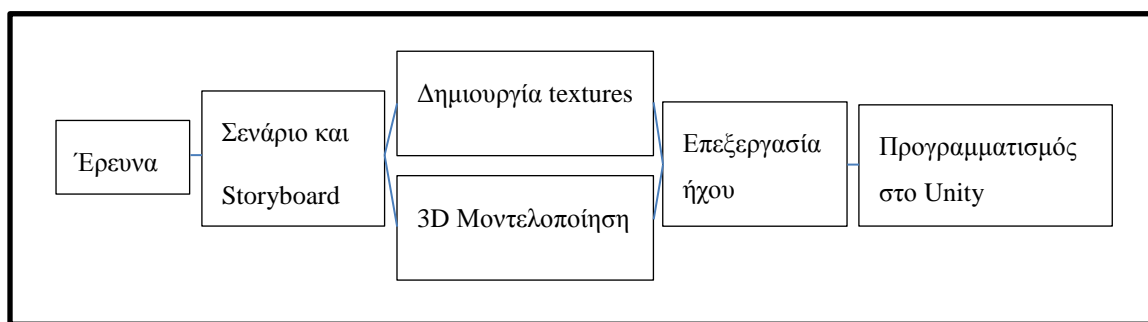 Έρευνα
Σενάριο και
Storyboard
Δημιουργία textures
3D Μοντελοποίηση
Επεξεργασία
ήχου
Προγραμματισμός
στο Unity